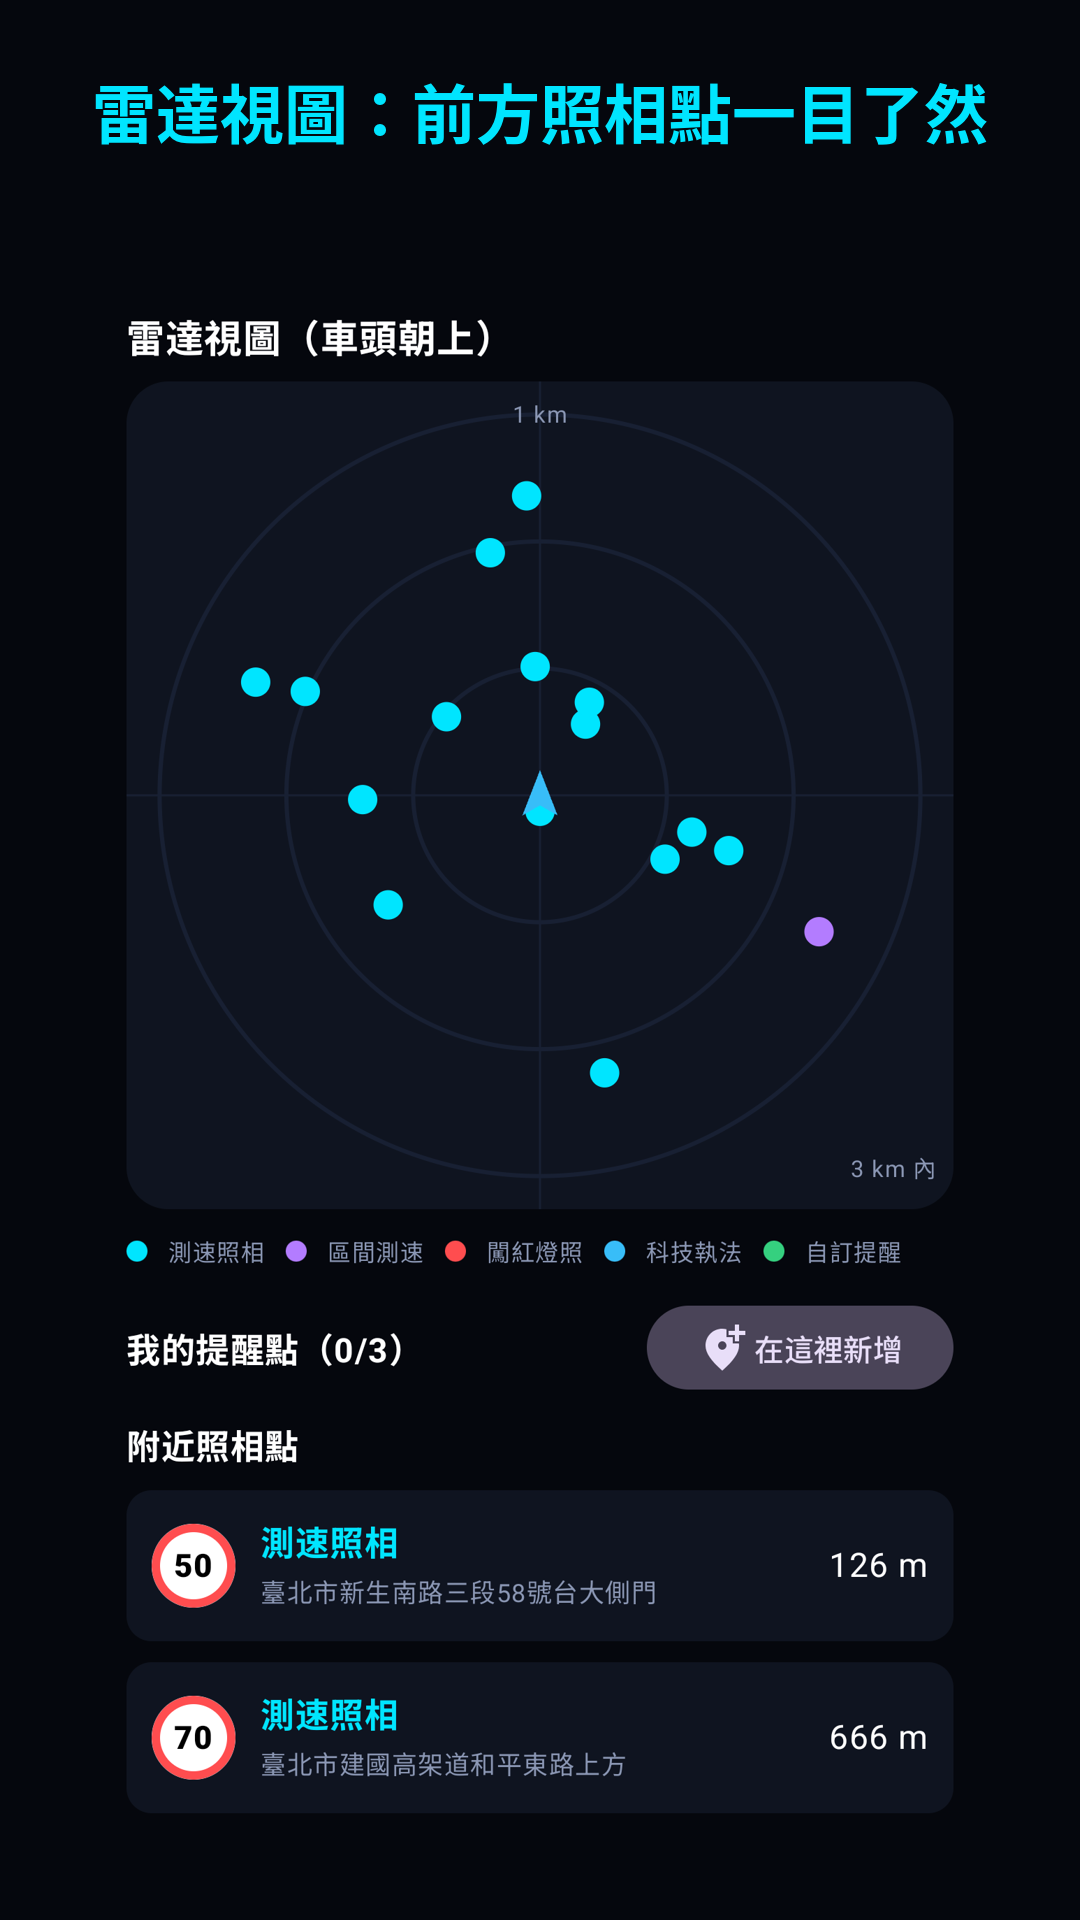 雷達視圖：前方照相點一目了然
雷達視圖（車頭朝上）
1 km
3 km 內
測速照相 區間測速 闖紅燈照 科技執法 自訂提醒
我的提醒點（0/3）
在這裡新增
附近照相點
50
測速照相
臺北市新生南路三段58號台大側門
126 m
70
測速照相
臺北市建國高架道和平東路上方
666 m